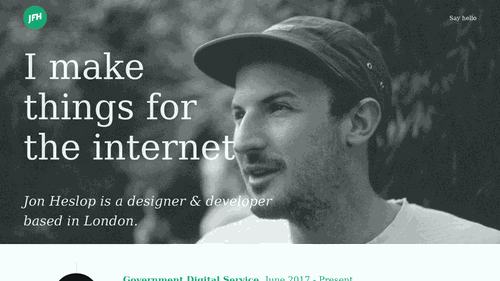 JFH
Say hello
I make
things for
the internet
Jon Heslop is a designer & developer
based in London.
Government Digital Service, June 2017 - Present